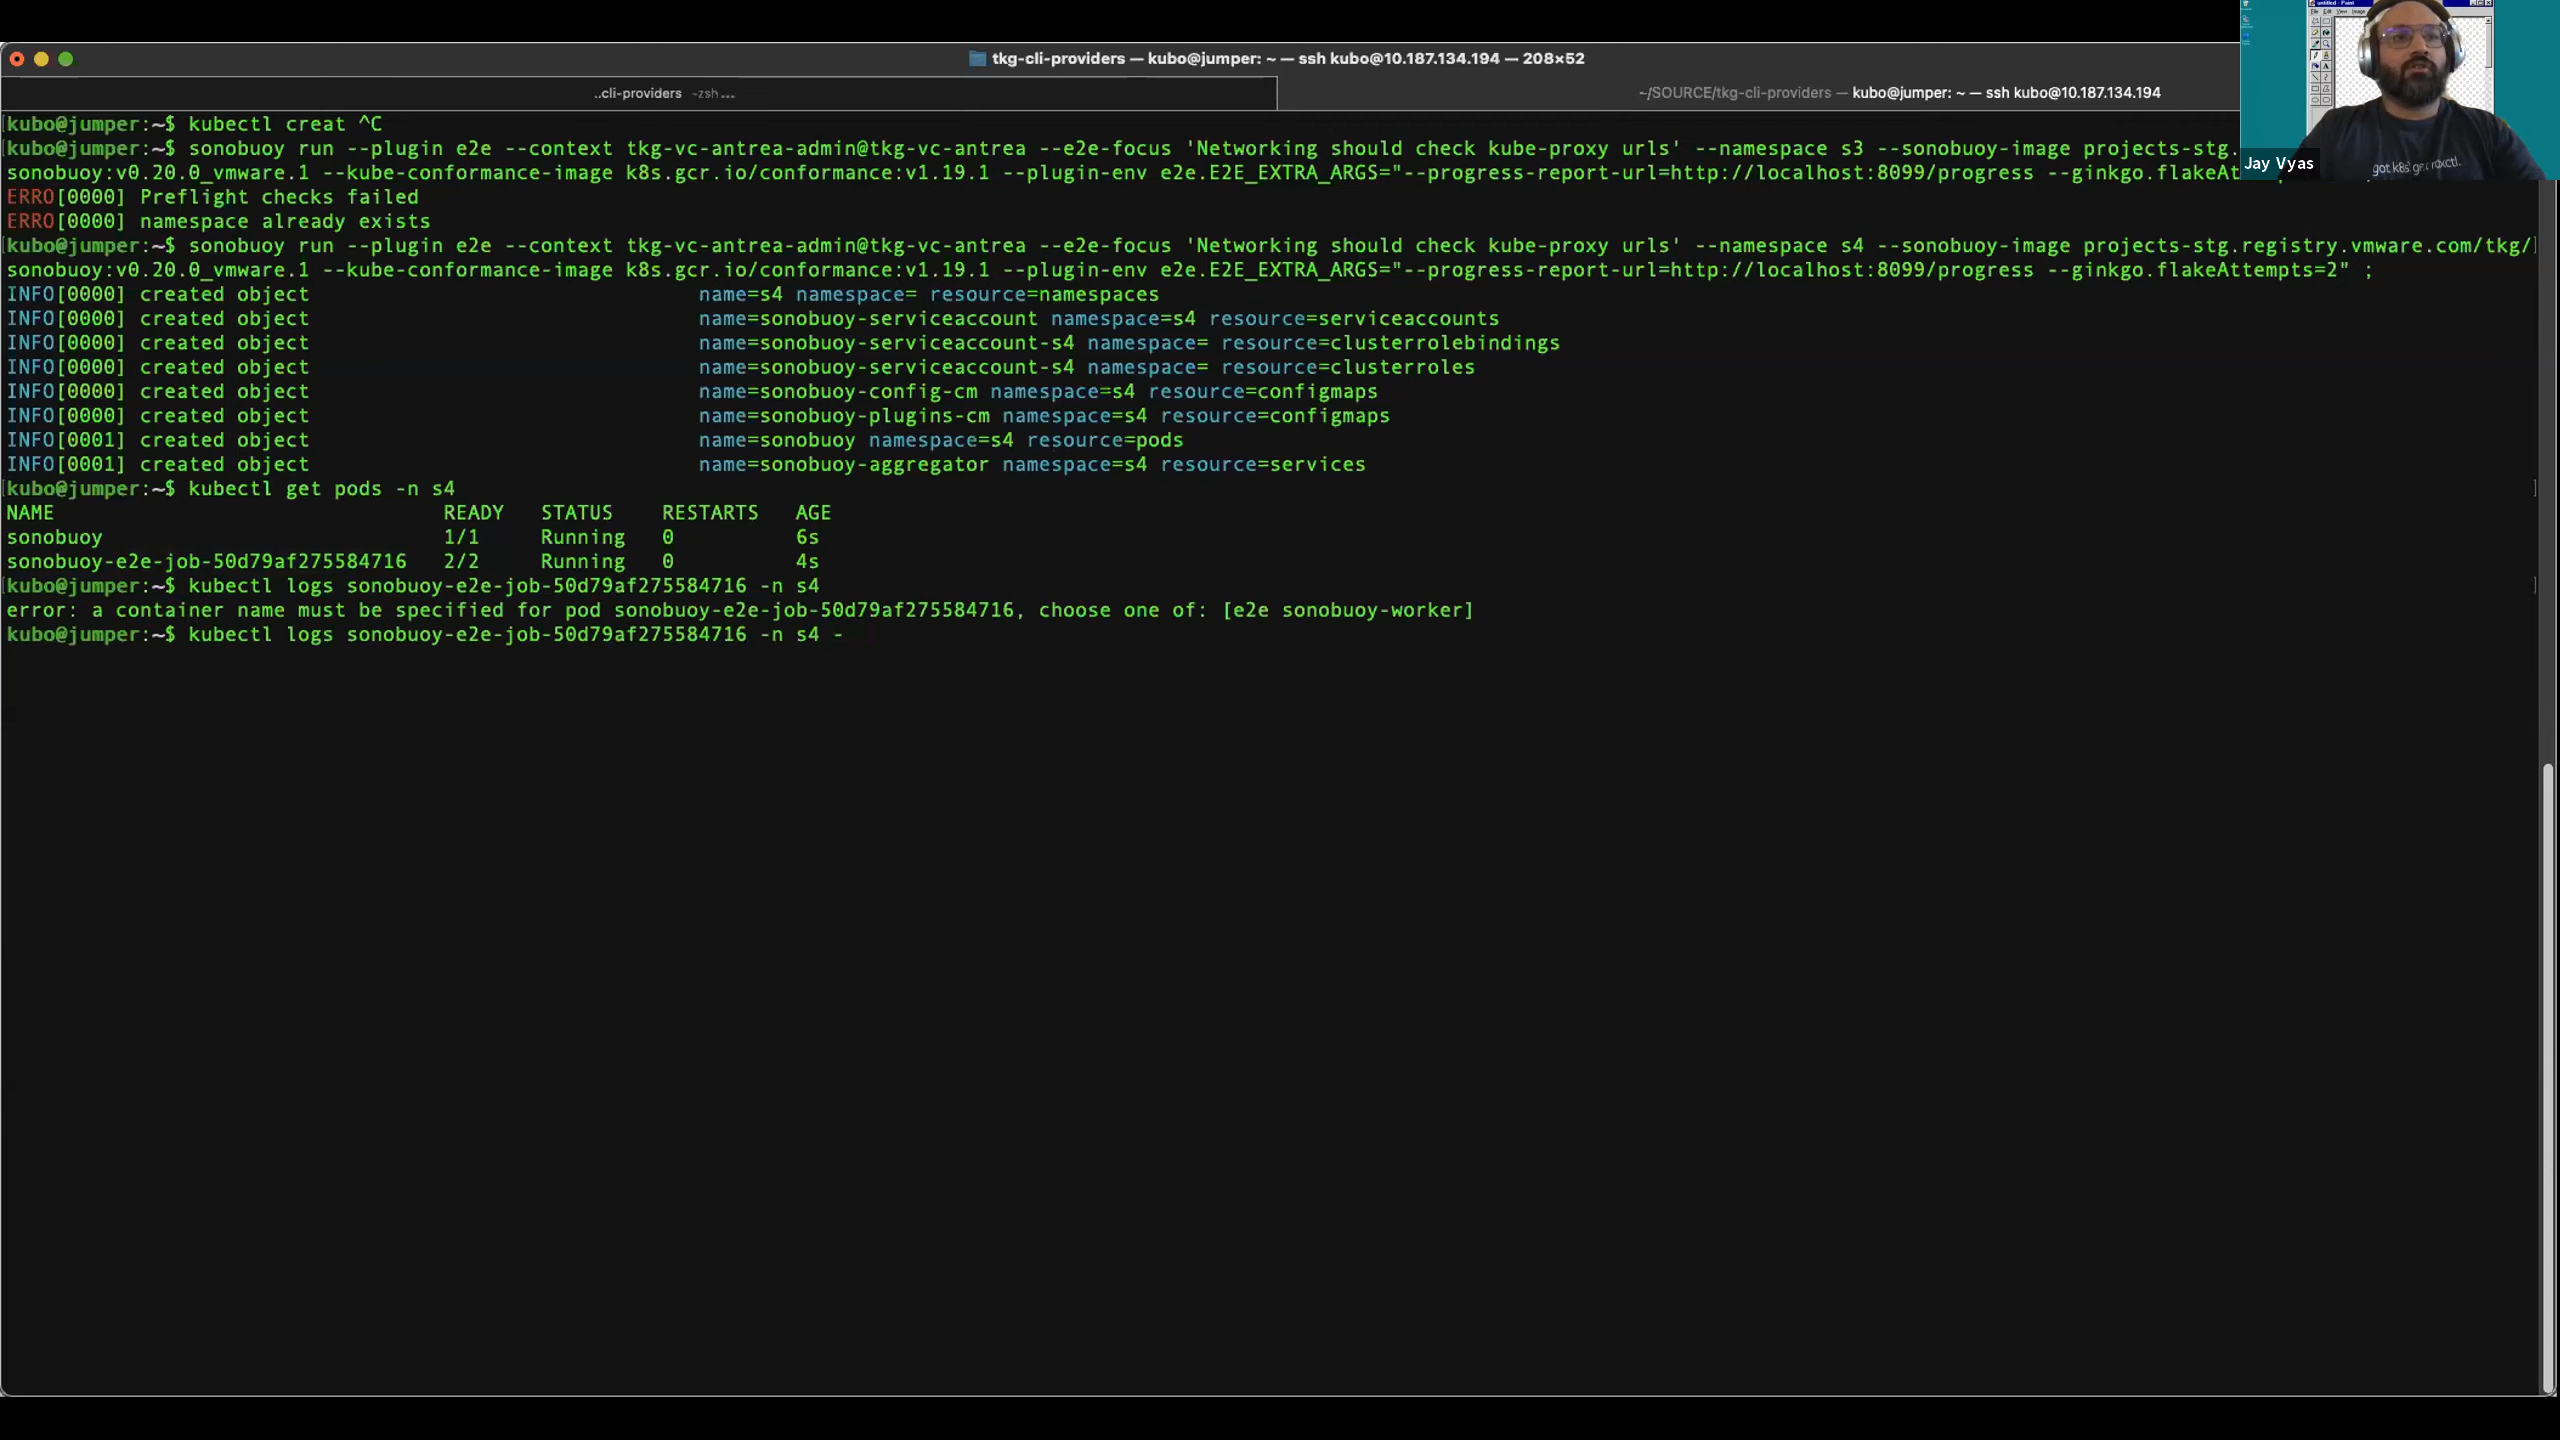 tkg-cli-providers — kubo@jumper: ~ — ssh kubo@10.187.134.194 — 208×52
..cli-providers -zsh...
~/SOURCE/tkg-cli-providers — kubo@jumper: ~ — ssh kubo@10.187.134.194
[kubo@jumper:~$ kubectl creat ^C
[kubo@jumper:~$ sonobuoy run --plugin e2e --context tkg-vc-antrea-admin@tkg-vc-antrea --e2e-focus 'Networking should check kube-proxy urls' --namespace s3 --sonobuoy-image projects-stg.
sonobuoy:v0.20.0_vmware.1 --kube-conformance-image k8s.gcr.io/conformance:v1.19.1 --plugin-env e2e.E2E_EXTRA_ARGS="--progress-report-url=http://localhost:8099/progress --ginkgo.flakeAt
ERRO[0000] Preflight checks failed
ERRO[0000] namespace already exists
[kubo@jumper:~$ sonobuoy run --plugin e2e --context tkg-vc-antrea-admin@tkg-vc-antrea --e2e-focus 'Networking should check kube-proxy urls' --namespace s4 --sonobuoy-image projects-stg.registry.vmware.com/tkg/]
sonobuoy:v0.20.0_vmware.1 --kube-conformance-image k8s.gcr.io/conformance:v1.19.1 --plugin-env e2e.E2E_EXTRA_ARGS="--progress-report-url=http://localhost:8099/progress --ginkgo.flakeAttempts=2" ;
INFO[0000] created object name=s4 namespace= resource=namespaces
INFO[0000] created object name=sonobuoy-serviceaccount namespace=s4 resource=serviceaccounts
INFO[0000] created object name=sonobuoy-serviceaccount-s4 namespace= resource=clusterrolebindings
INFO[0000] created object name=sonobuoy-serviceaccount-s4 namespace= resource=clusterroles
INFO[0000] created object name=sonobuoy-config-cm namespace=s4 resource=configmaps
INFO[0000] created object name=sonobuoy-plugins-cm namespace=s4 resource=configmaps
INFO[0001] created object name=sonobuoy namespace=s4 resource=pods
INFO[0001] created object name=sonobuoy-aggregator namespace=s4 resource=services
[kubo@jumper:~$ kubectl get pods -n s4 ]
NAME READY STATUS RESTARTS AGE
sonobuoy 1/1 Running 0 6s
sonobuoy-e2e-job-50d79af275584716 2/2 Running 0 4s
[kubo@jumper:~$ kubectl logs sonobuoy-e2e-job-50d79af275584716 -n s4 ]
error: a container name must be specified for pod sonobuoy-e2e-job-50d79af275584716, choose one of: [e2e sonobuoy-worker]
kubo@jumper:~$ kubectl logs sonobuoy-e2e-job-50d79af275584716 -n s4 -
Jay Vyas